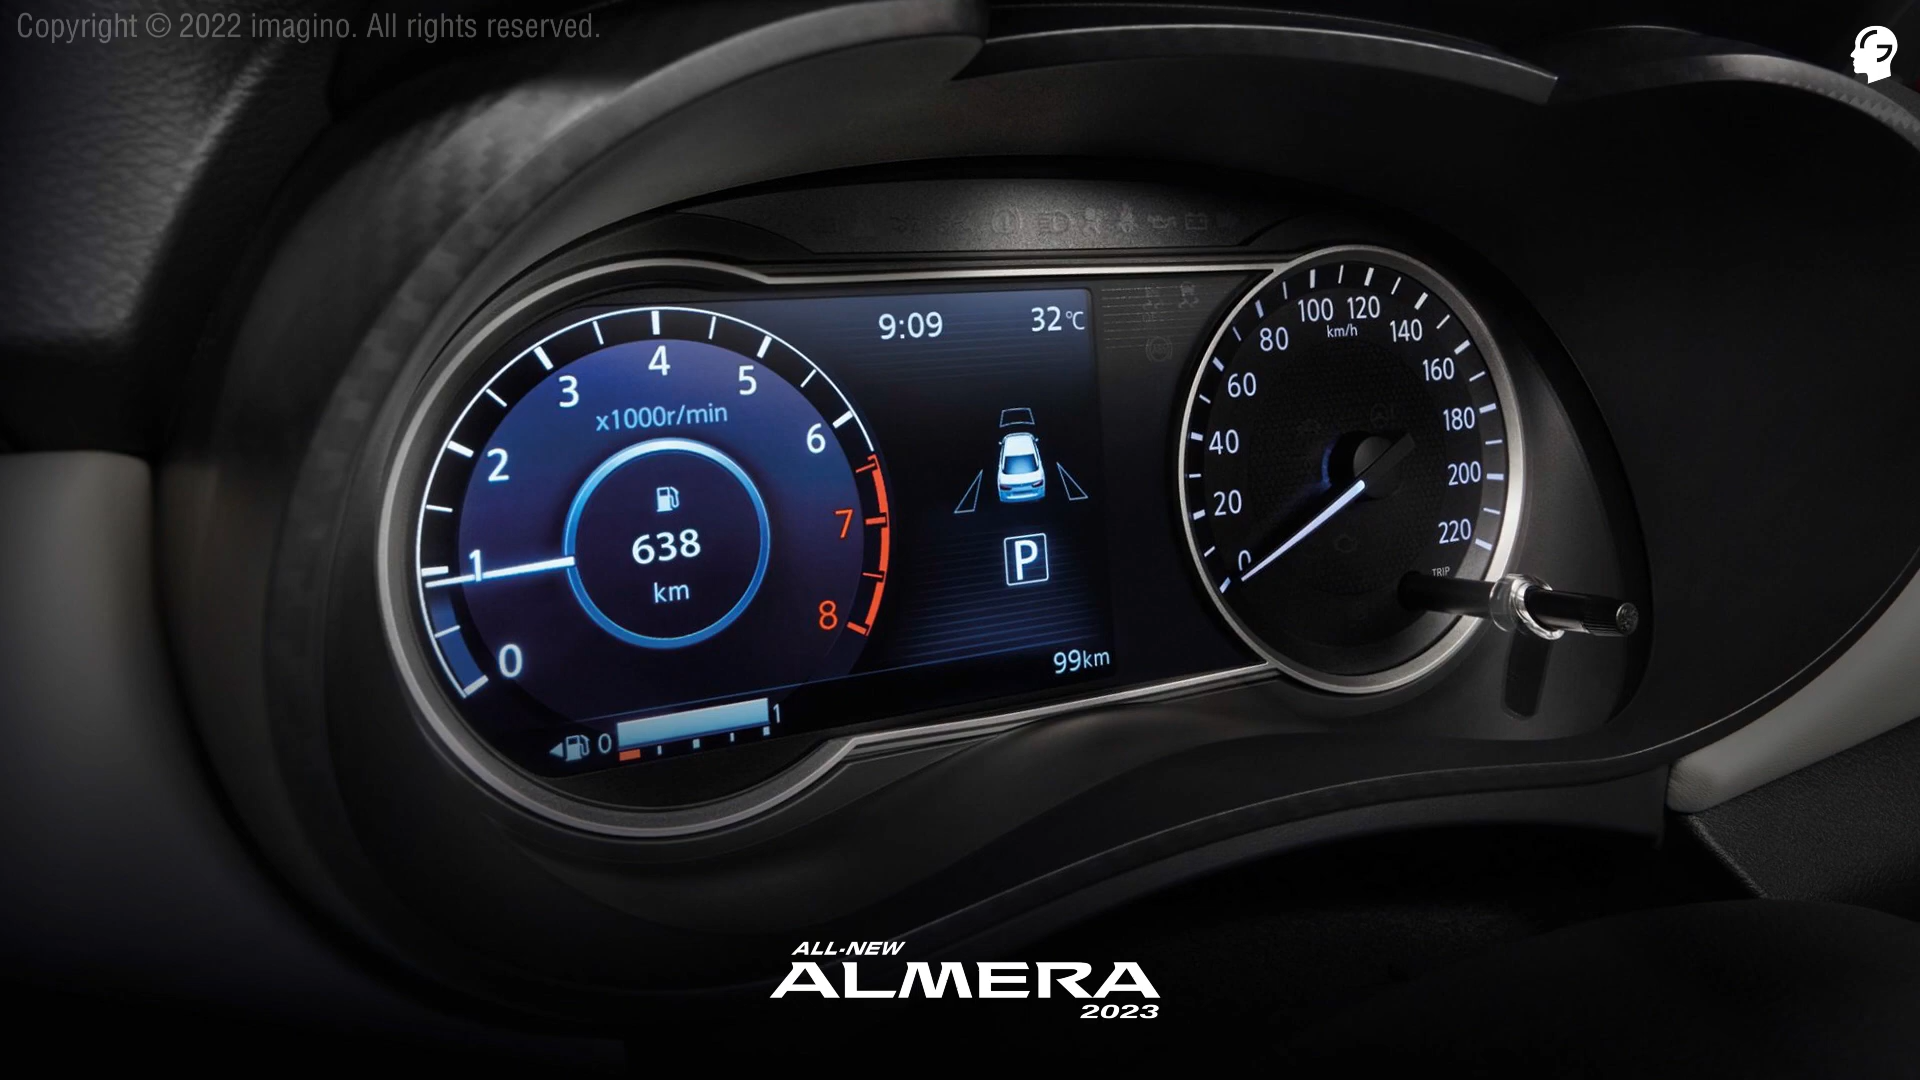 Copyright © 2022 imagino. All rights reserved.
9:09
32°C
0
1
2
3
4
5
6
7
8
x1000r/min
638
km
P
99km
0
1
0
20
40
60
80
100
120
140
160
180
200
220
km/h
TRIP
ALL-NEW
ALMERA
2023